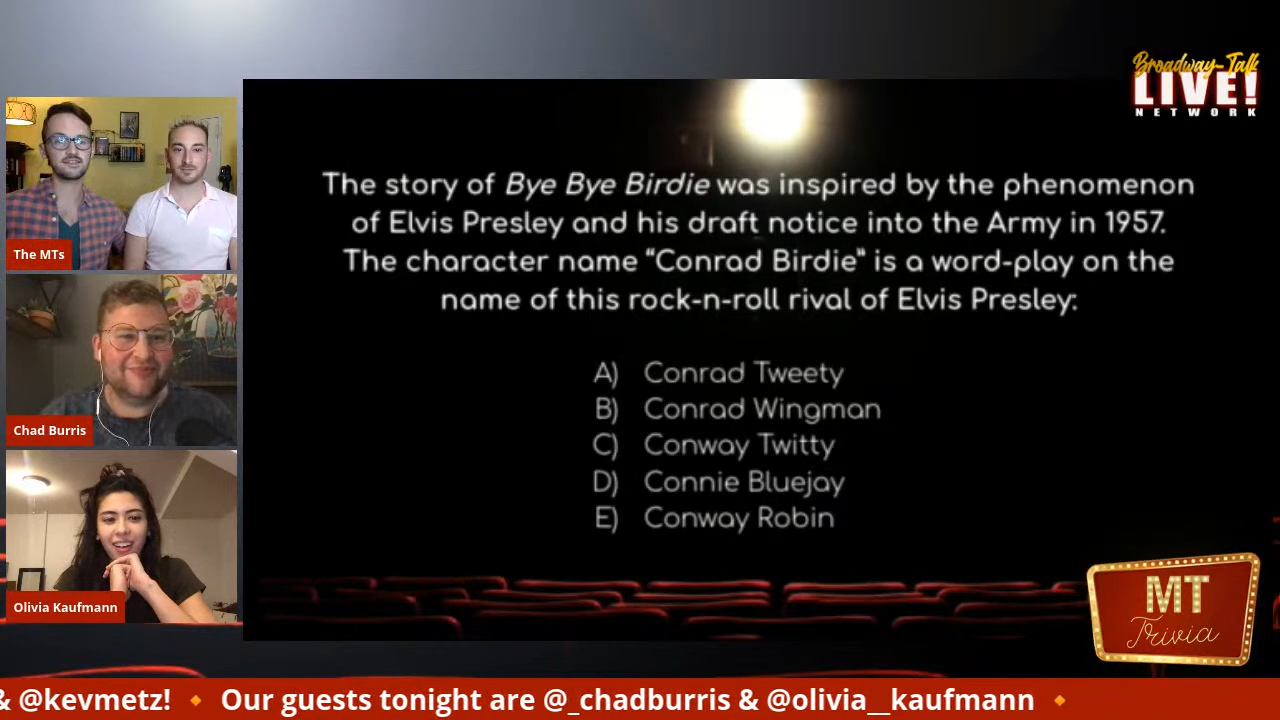 Broadway-Talk
LIVE!
NETWORK
The story of Bye Bye Birdie was inspired by the phenomenon
of Elvis Presley and his draft notice into the Army in 1957.
The character name “Conrad Birdie” is a word-play on the
name of this rock-n-roll rival of Elvis Presley:
A) Conrad Tweety
B) Conrad Wingman
C) Conway Twitty
D) Connie Bluejay
E) Conway Robin
The MTs
Chad Burris
Olivia Kaufmann
MT
Trivia
& @kevmetz! 🔸 Our guests tonight are @_chadburris & @olivia__kaufmann 🔸